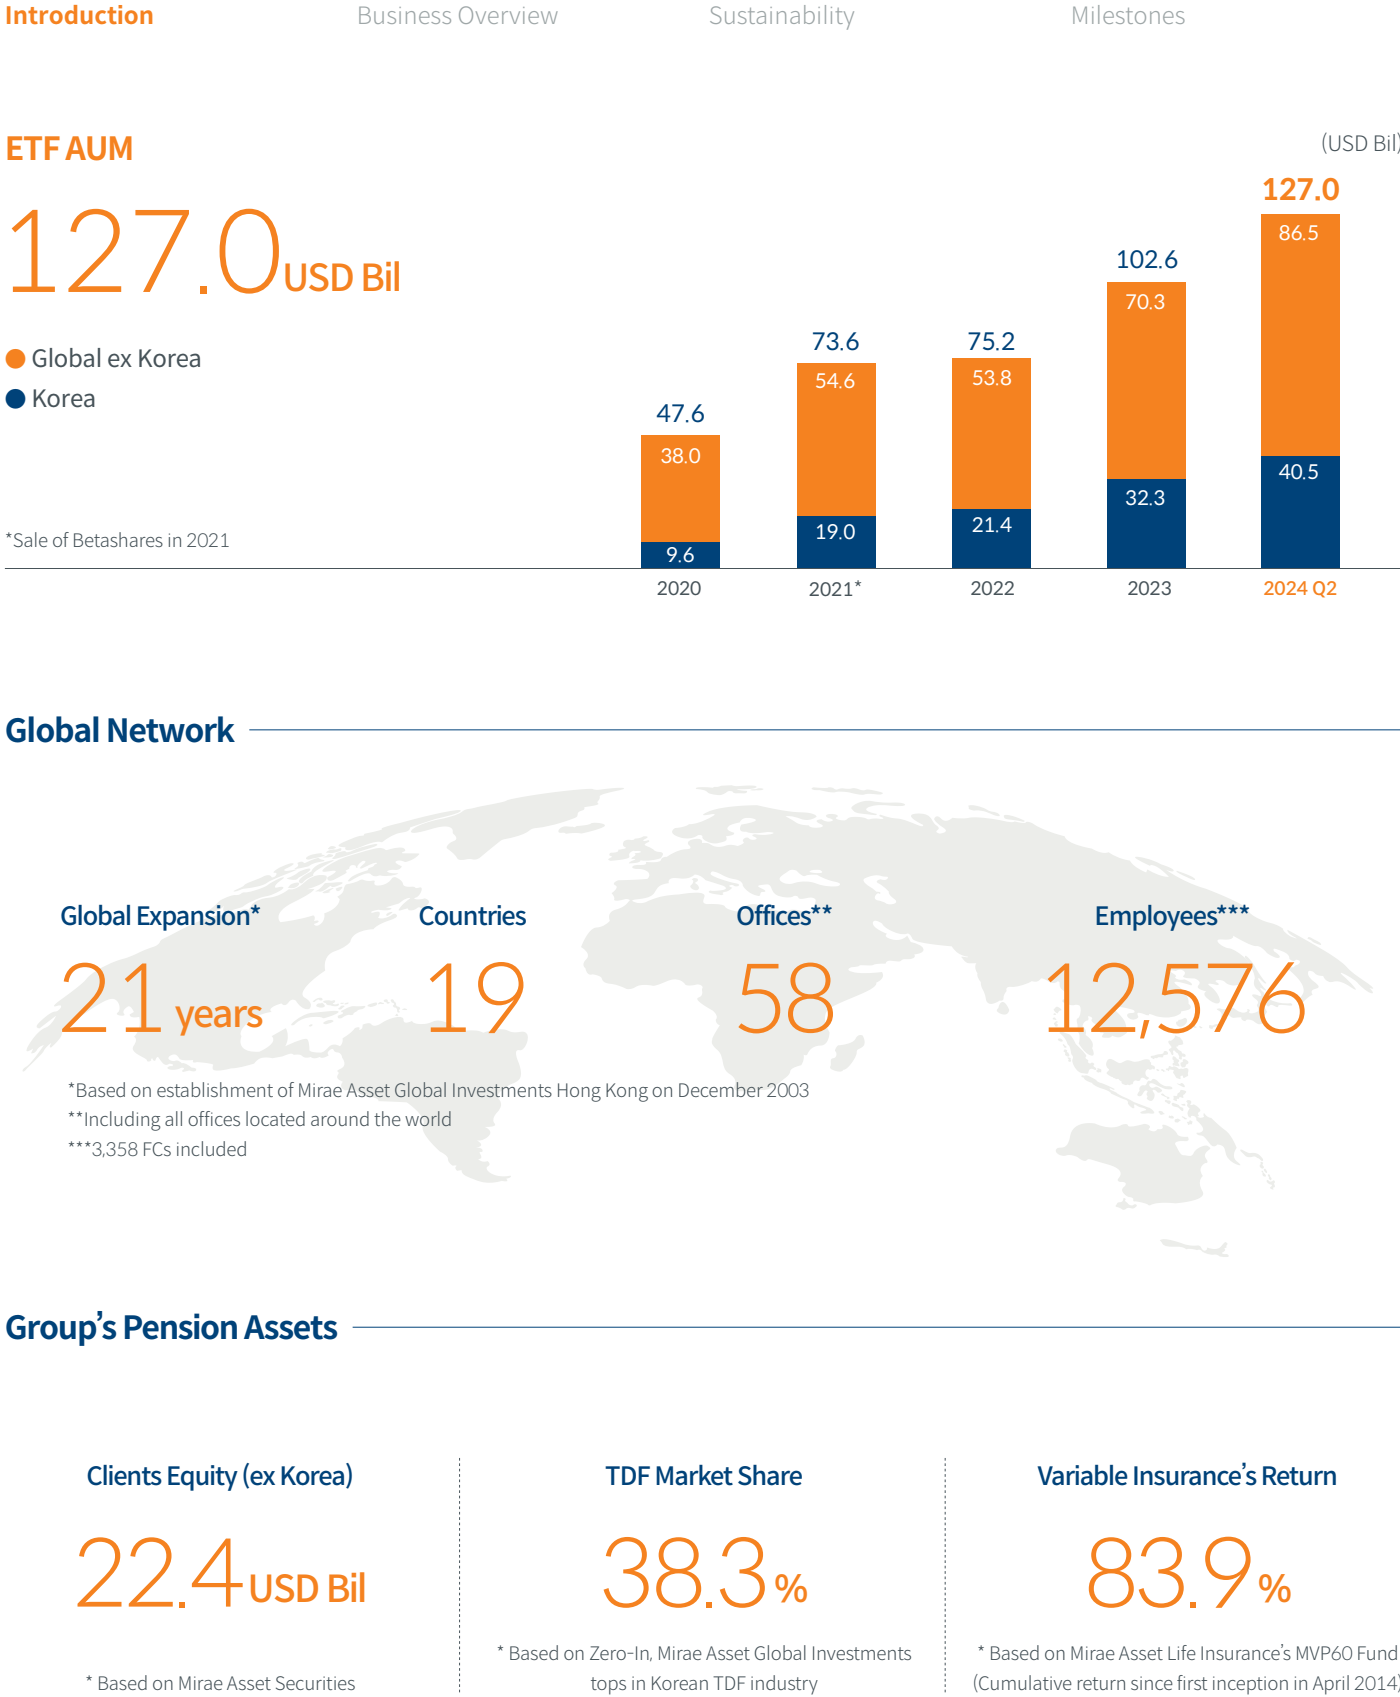 Introduction Business Overview Sustainability Milestones
ETF AUM
(USD Bil)
127.0 USD Bil
Global ex Korea
Korea
*Sale of Betashares in 2021
47.6
38.0
9.6
2020
73.6
54.6
19.0
2021*
75.2
53.8
21.4
2022
102.6
70.3
32.3
2023
127.0
86.5
40.5
2024 Q2
Global Network
Global Expansion*
21 years
Countries
19
Offices**
58
Employees***
12,576
*Based on establishment of Mirae Asset Global Investments Hong Kong on December 2003
**Including all offices located around the world
***3,358 FCs included
Group’s Pension Assets
Clients Equity (ex Korea)
22.4 USD Bil
* Based on Mirae Asset Securities
TDF Market Share
38.3 %
* Based on Zero-In, Mirae Asset Global Investments
tops in Korean TDF industry
Variable Insurance’s Return
83.9 %
* Based on Mirae Asset Life Insurance’s MVP60 Fund
(Cumulative return since first inception in April 2014)